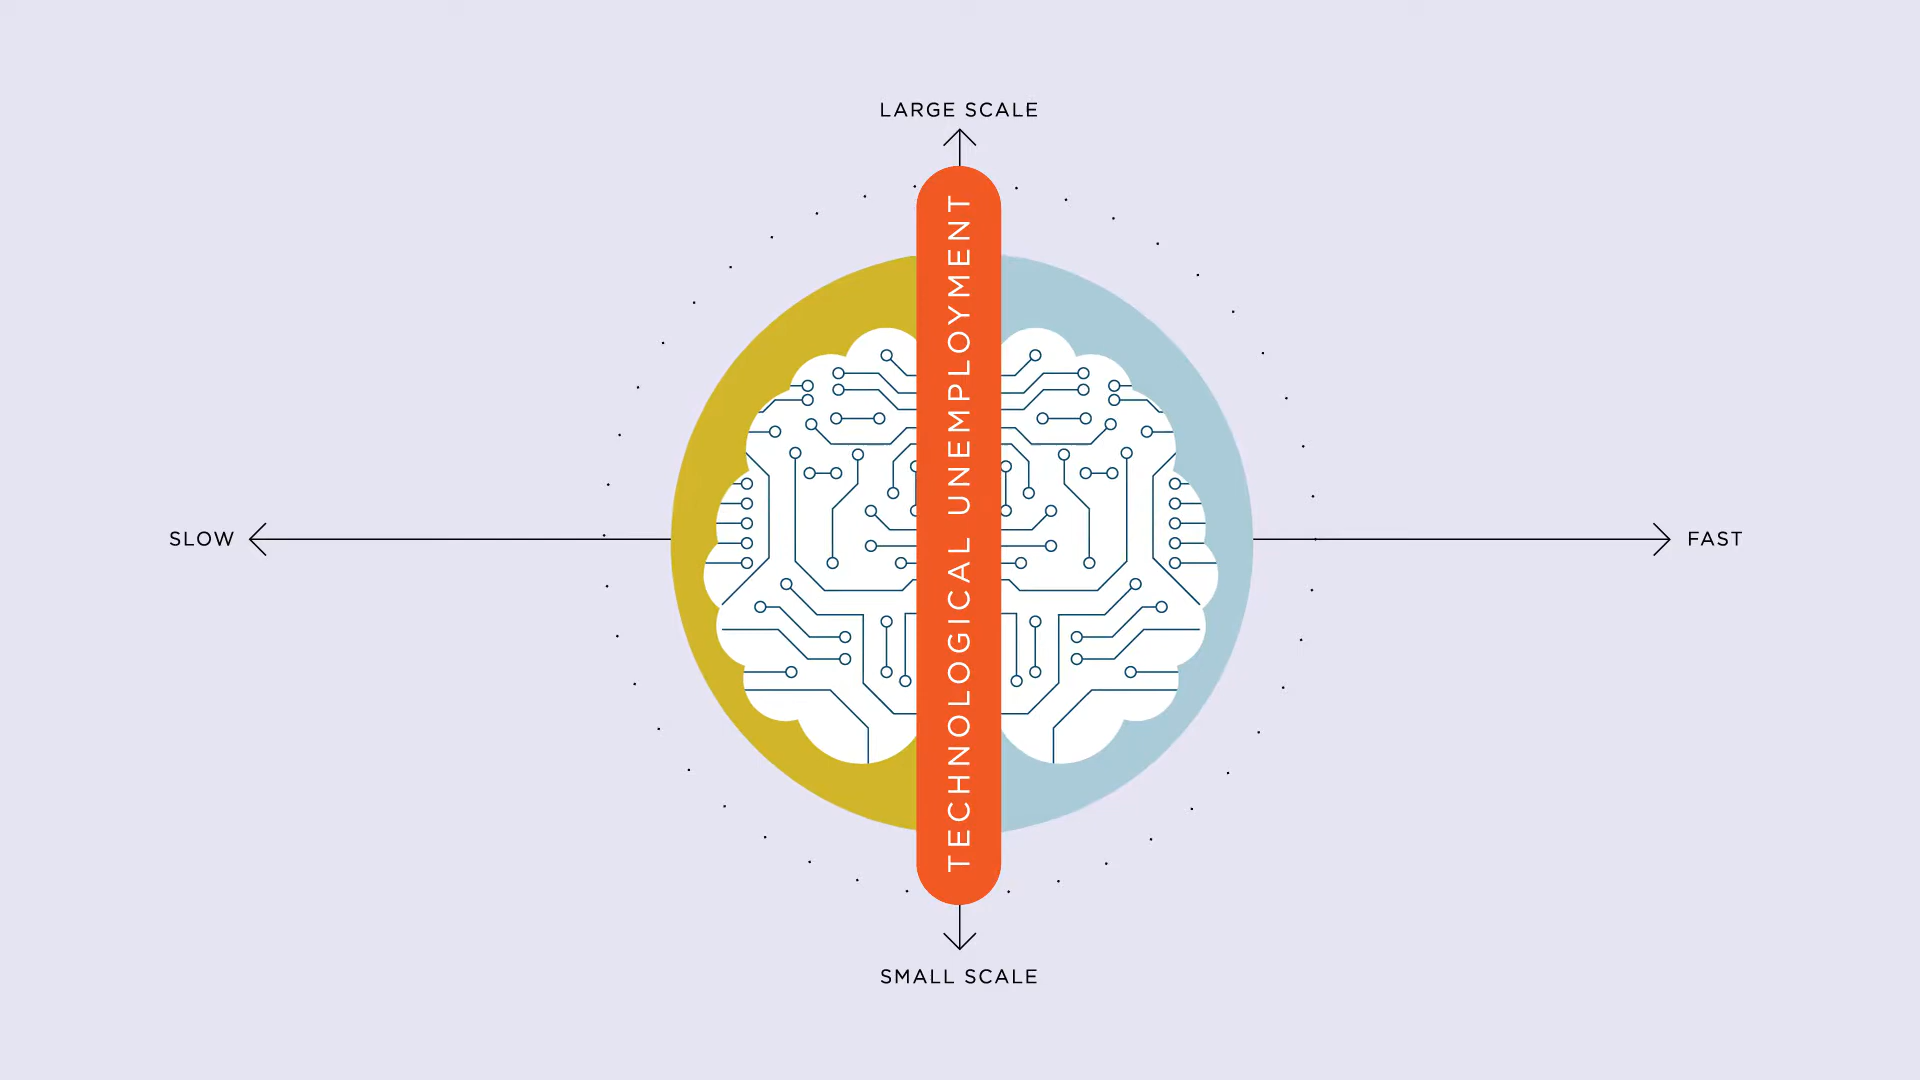 LARGE SCALE
TECHNOLOGICAL UNEMPLOYMENT
SLOW
FAST
SMALL SCALE